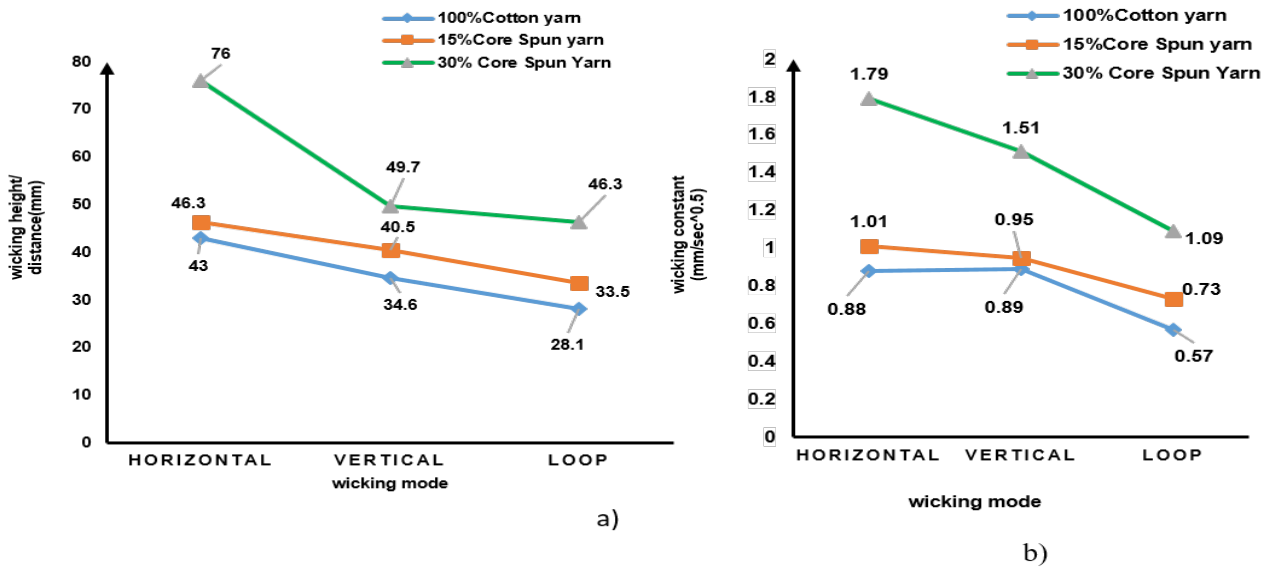 100%Cotton yarn
15%Core Spun yarn
30% Core Spun Yarn
80
70
60
50
40
30
20
10
0
wicking height/
distance(mm)
76
49.7
46.3
46.3
40.5
33.5
43
34.6
28.1
HORIZONTAL
VERTICAL
LOOP
wicking mode
a)
100%Cotton yarn
15%Core Spun yarn
30% Core Spun Yarn
2
1.8
1.6
1.4
1.2
1
0.8
0.6
0.4
0.2
0
wicking constant
(mm/sec^0.5)
1.79
1.51
1.09
1.01
0.95
0.73
0.88
0.89
0.57
HORIZONTAL
VERTICAL
LOOP
wicking mode
b)